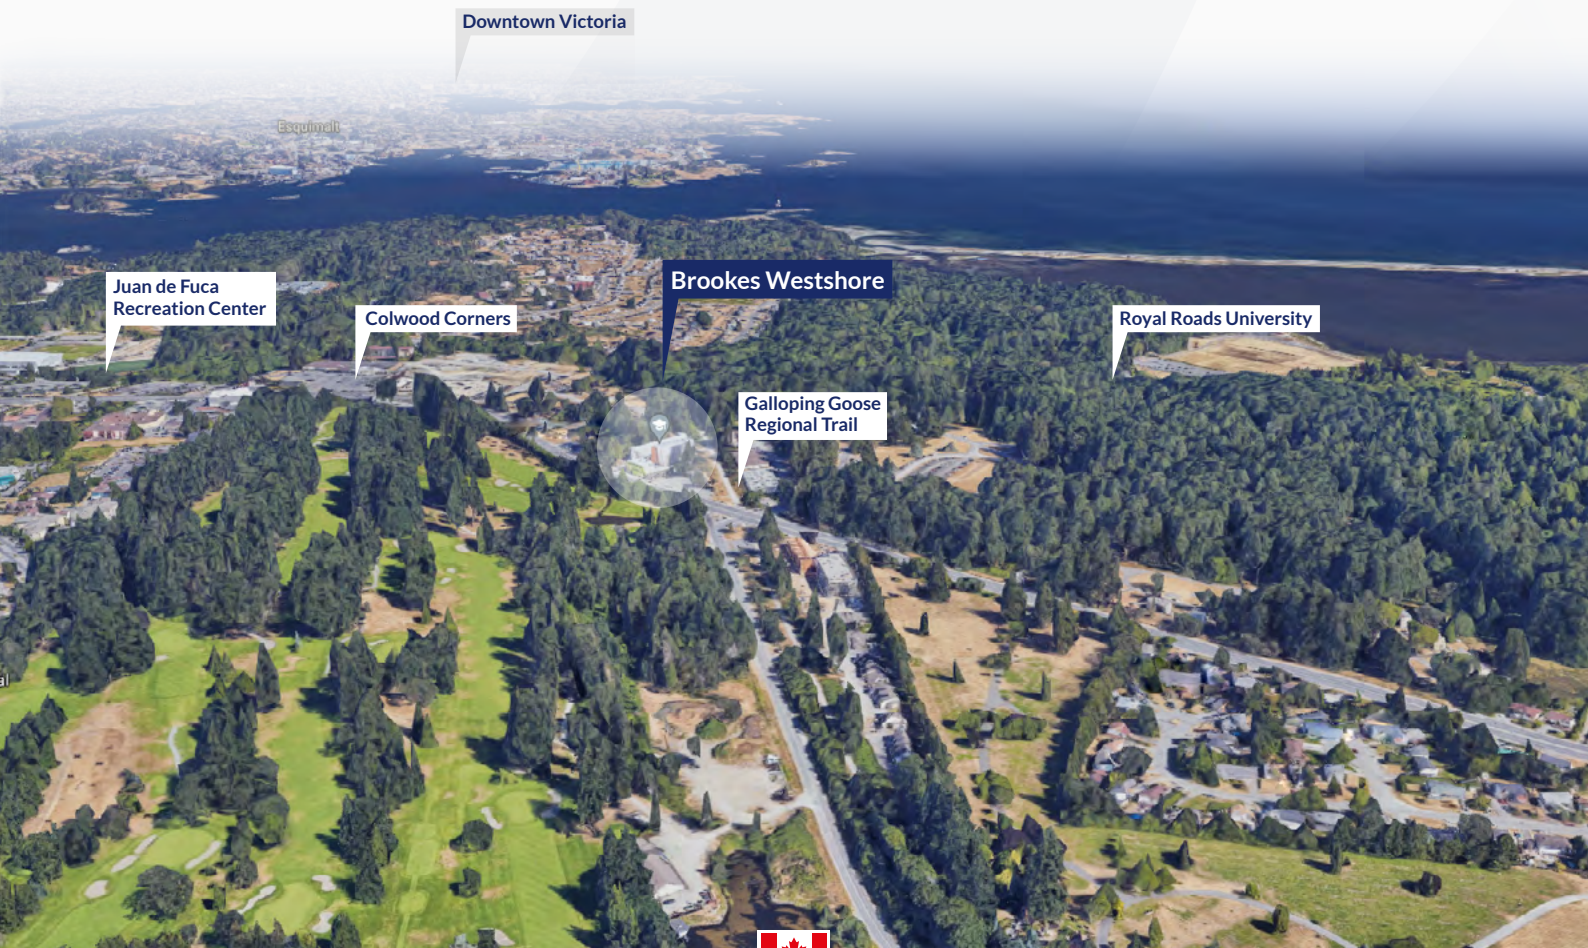 Downtown Victoria
Esquimalt
Brookes Westshore
Juan de Fuca
Recreation Center
Colwood Corners
Royal Roads University
Galloping Goose
Regional Trail